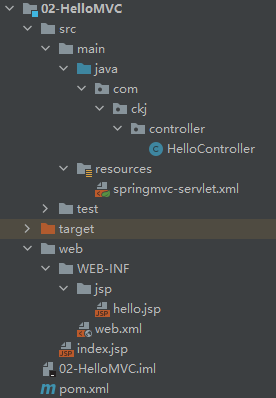 02-HelloMVC
src
main
java
com
ckj
controller
HelloController
resources
springmvc-servlet.xml
test
target
web
WEB-INF
jsp
hello.jsp
web.xml
index.jsp
02-HelloMVC.iml
pom.xml